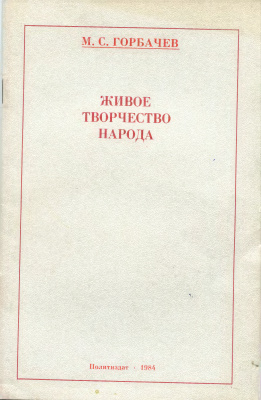 М. С. ГОРБАЧЕВ
ЖИВОЕ
ТВОРЧЕСТВО
НАРОДА
Политиздат · 1984